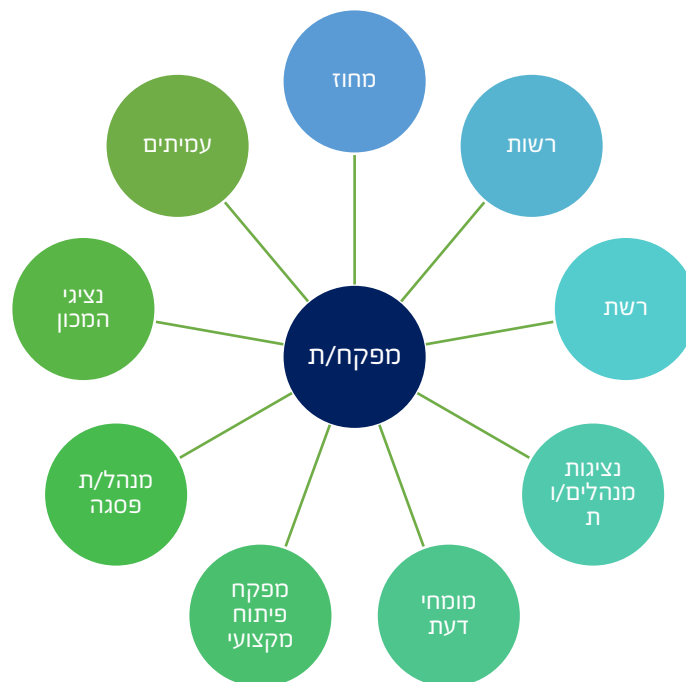 מחוז
רשות
רשת
נציגות
מנהלים/ו
ת
מומחי
דעת
מפקח
פיתוח
מקצועי
מנהל/ת
פסגה
נציגי
המכון
עמיתים
מפקח/ת